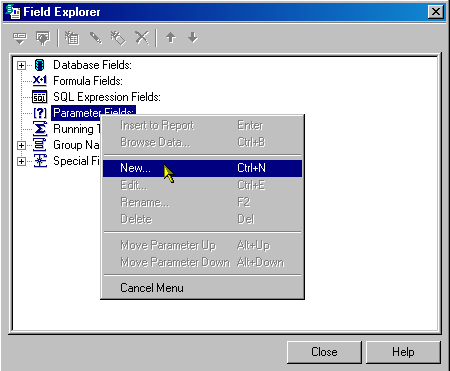 Field Explorer
Database Fields:
X+1 Formula Fields:
SQL SQL Expression Fields:
[?] Parameter Fields:
Σ Running T
Group Na
Special Fi
Insert to Report Enter
Browse Data... Ctrl+B
New... Ctrl+N
Edit... Ctrl+E
Rename... F2
Delete Del
Move Parameter Up Alt+Up
Move Parameter Down Alt+Down
Cancel Menu
Close Help